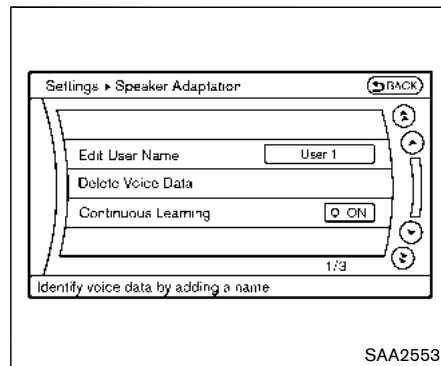 Settings ▸ Speaker Adaptation
BACK
Edit User Name
User 1
Delete Voice Data
Continuous Learning
ON
1/3
Identify voice data by adding a name
SAA2553